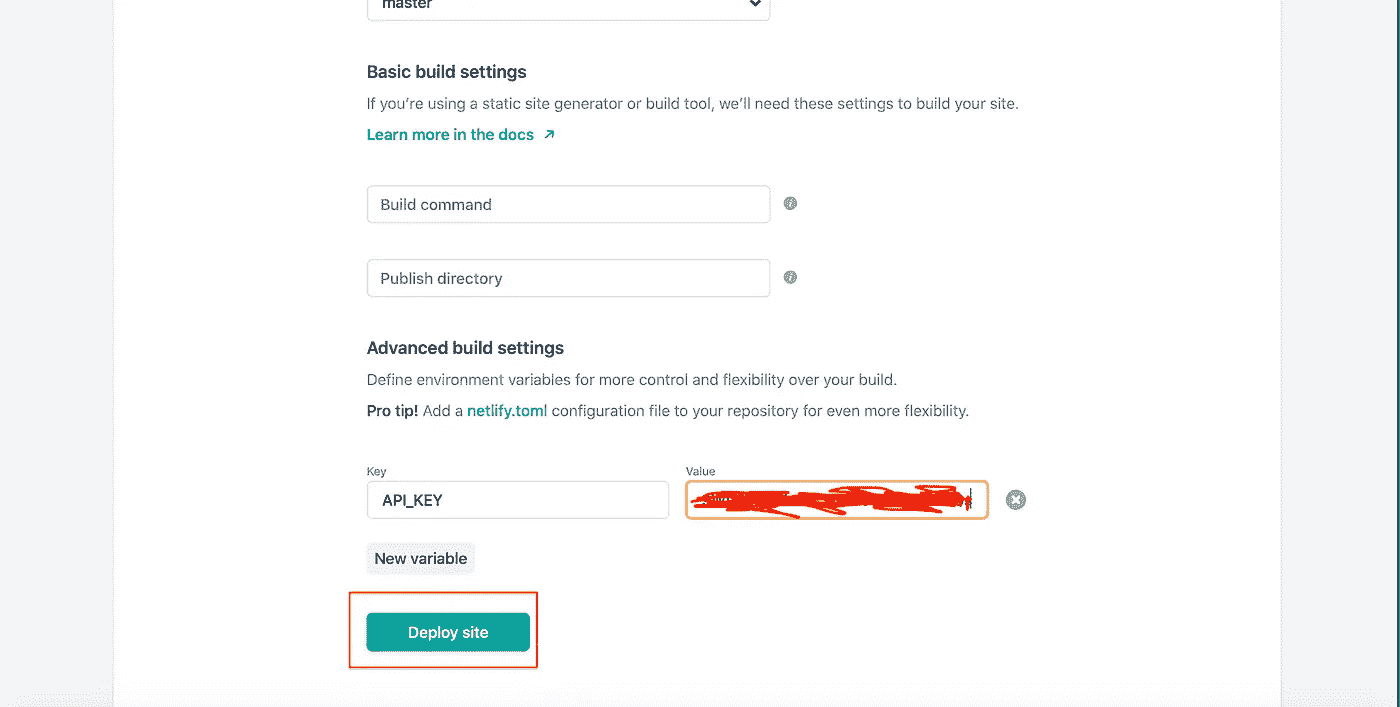 master
Basic build settings
If you're using a static site generator or build tool, we'll need these settings to build your site.
Learn more in the docs ↗
Build command
Publish directory
Advanced build settings
Define environment variables for more control and flexibility over your build.
Pro tip! Add a netlify.toml configuration file to your repository for even more flexibility.
Key Value
API_KEY
New variable
Deploy site